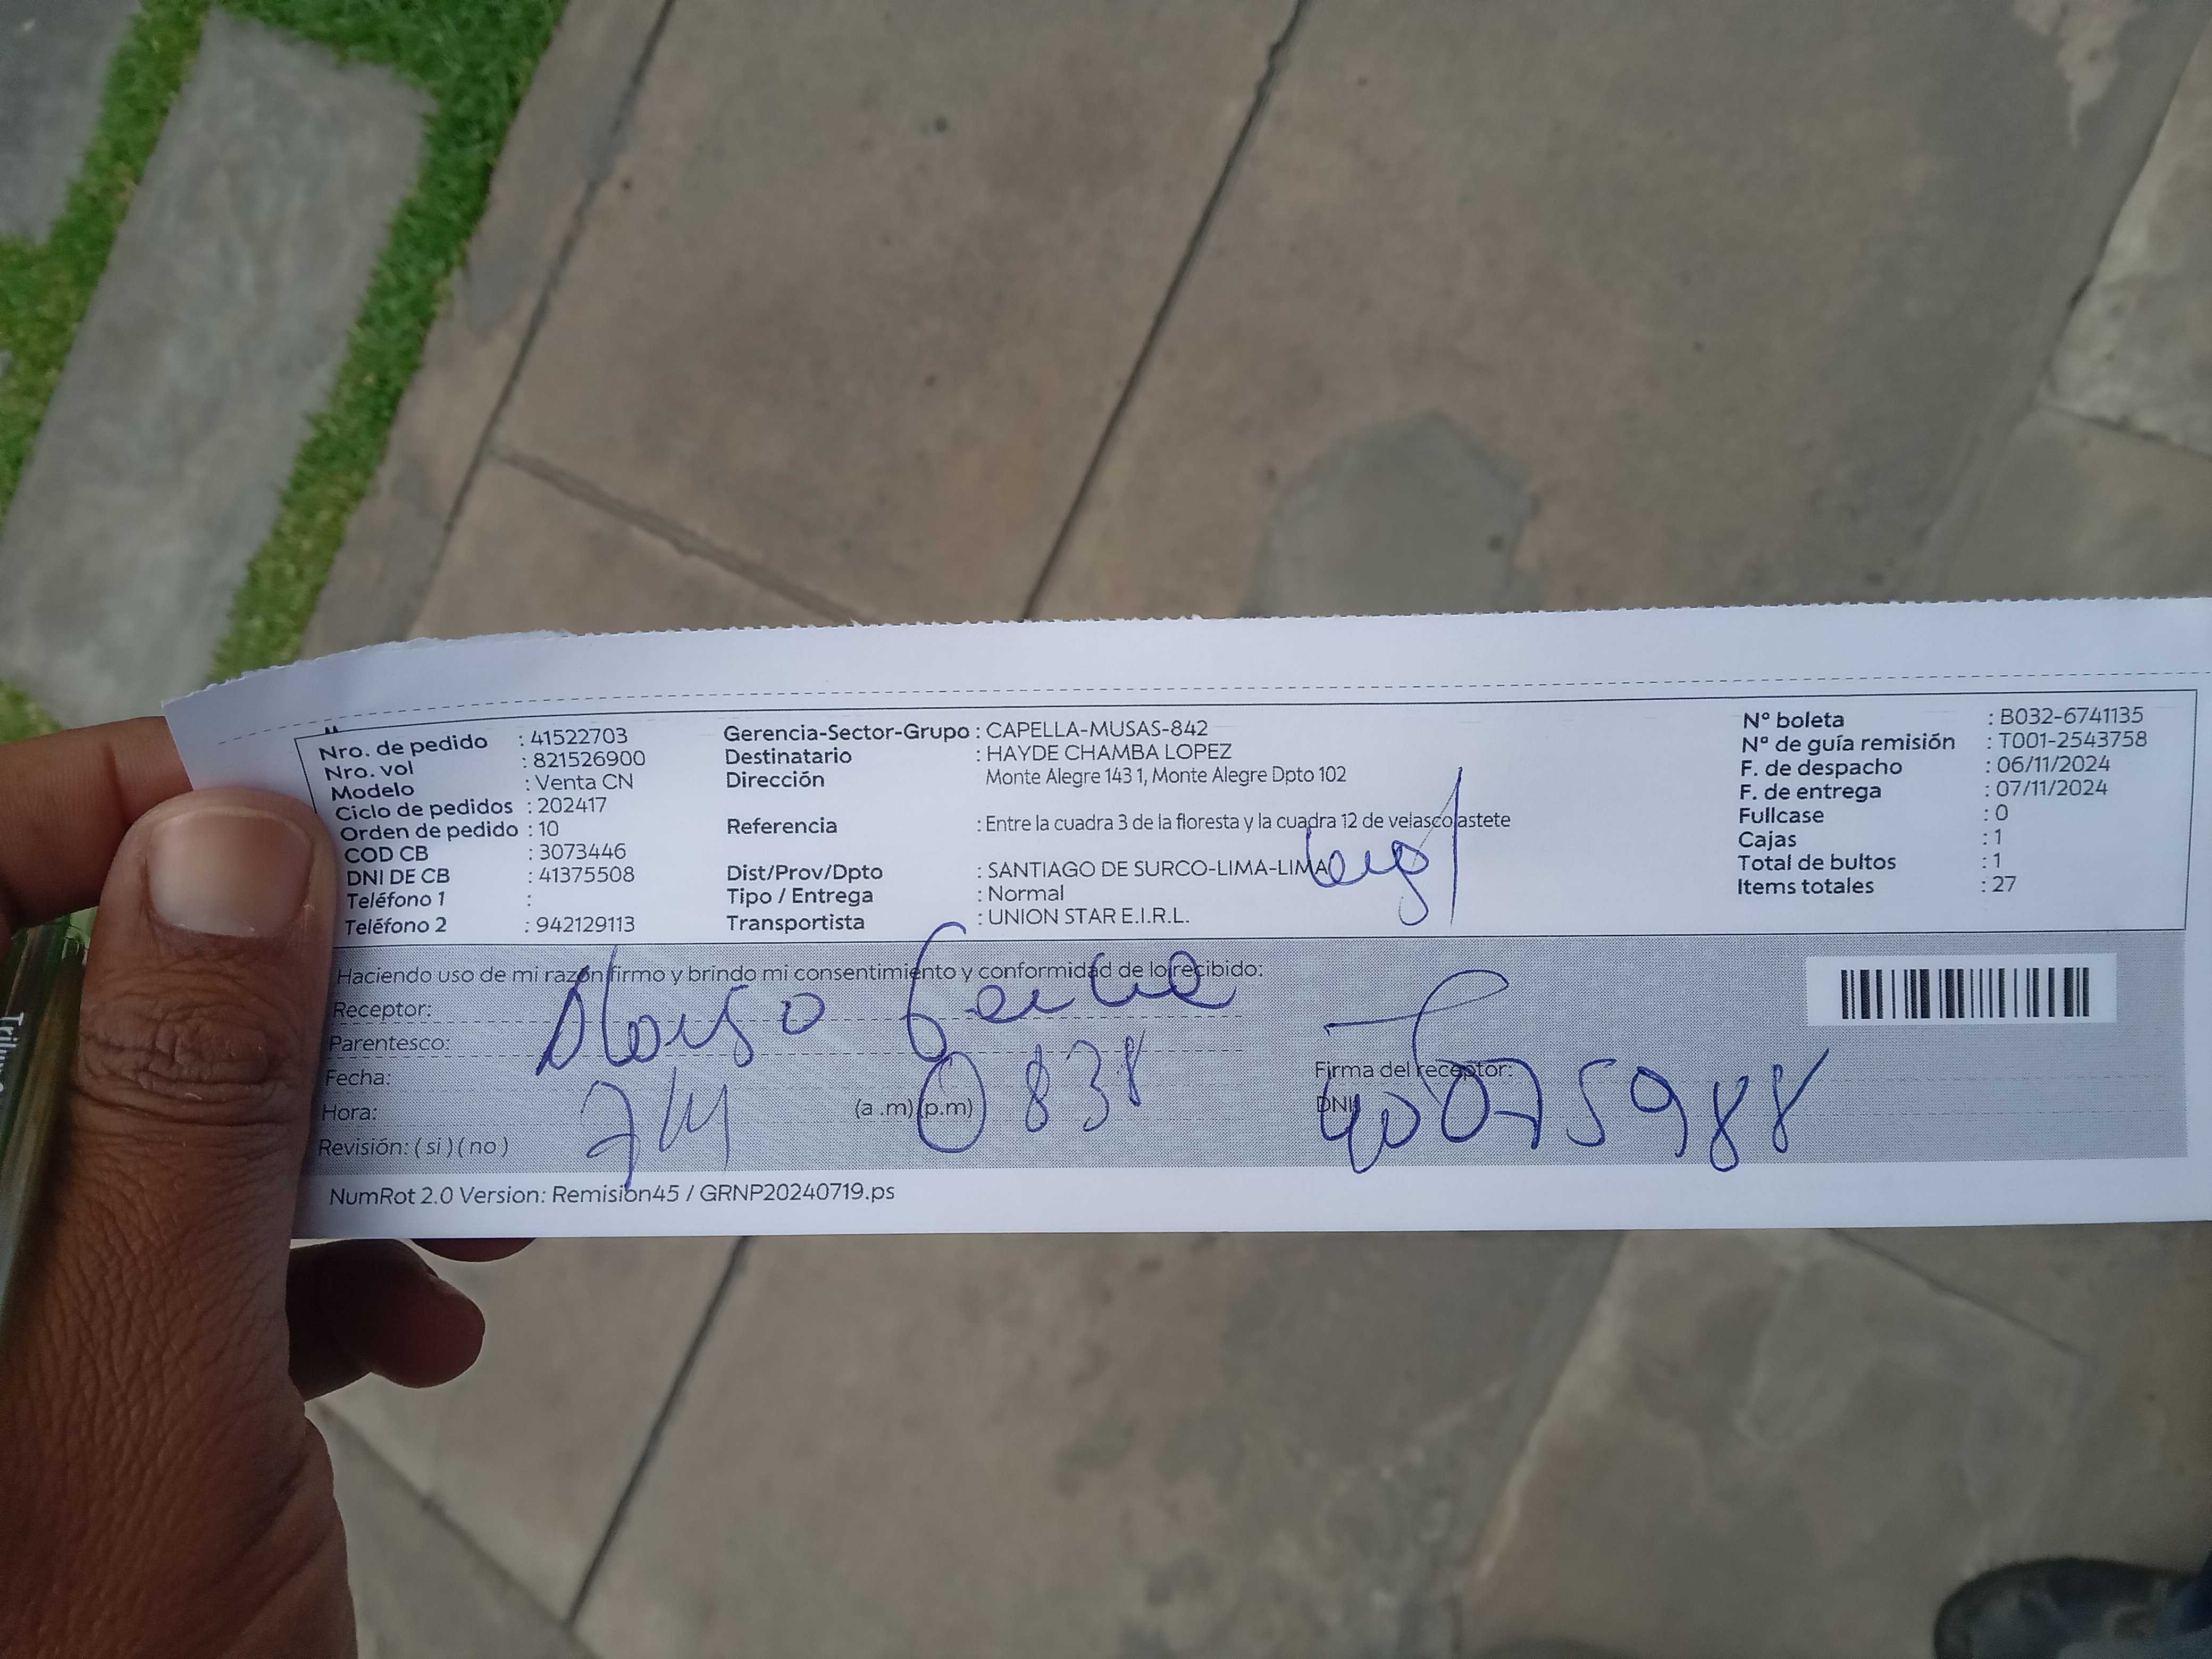 Nro. de pedido : 41522703
Nro. vol : 821526900
Modelo : Venta CN
Ciclo de pedidos : 202417
Orden de pedido : 10
COD CB : 3073446
DNI DE CB : 41375508
Teléfono 1 :
Teléfono 2 : 942129113
Gerencia-Sector-Grupo : CAPELLA-MUSAS-842
Destinatario : HAYDE CHAMBA LOPEZ
Dirección Monte Alegre 143 1, Monte Alegre Dpto 102
Referencia : Entre la cuadra 3 de la floresta y la cuadra 12 de velasco astete
Dist/Prov/Dpto : SANTIAGO DE SURCO-LIMA-LIMA
Tipo / Entrega : Normal
Transportista : UNION STAR E.I.R.L.
Nº boleta : B032-6741135
Nº de guía remisión : T001-2543758
F. de despacho : 06/11/2024
F. de entrega : 07/11/2024
Fullcase : 0
Cajas : 1
Total de bultos : 1
Items totales : 27
Haciendo uso de mi razón firmo y brindo mi consentimiento y conformidad de lo recibido:
Receptor:
Parentesco:
Fecha:
Hora: (a .m) (p.m) 0838
Revisión: ( si ) ( no )
Firma del receptor:
DNI 40075988
NumRot 2.0 Version: Remision45 / GRNP20240719.ps